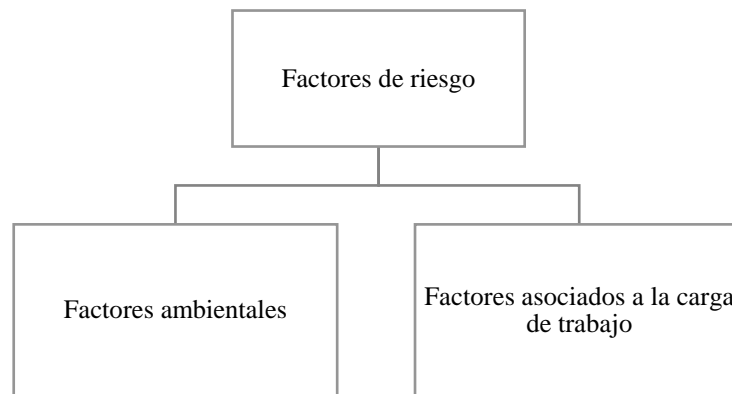 Factores de riesgo
Factores ambientales
Factores asociados a la carga
de trabajo